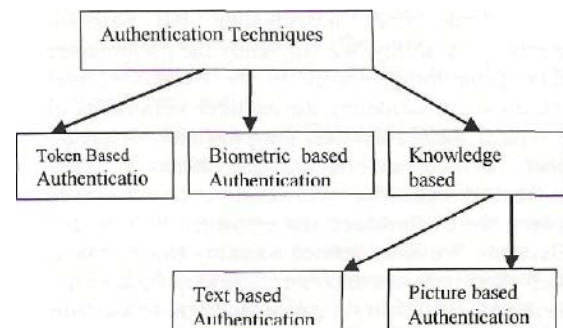 Authentication Techniques
Token Based
Authenticatio
Biometric based
Authentication
Knowledge
based
Text based
Authentication
Picture based
Authentication